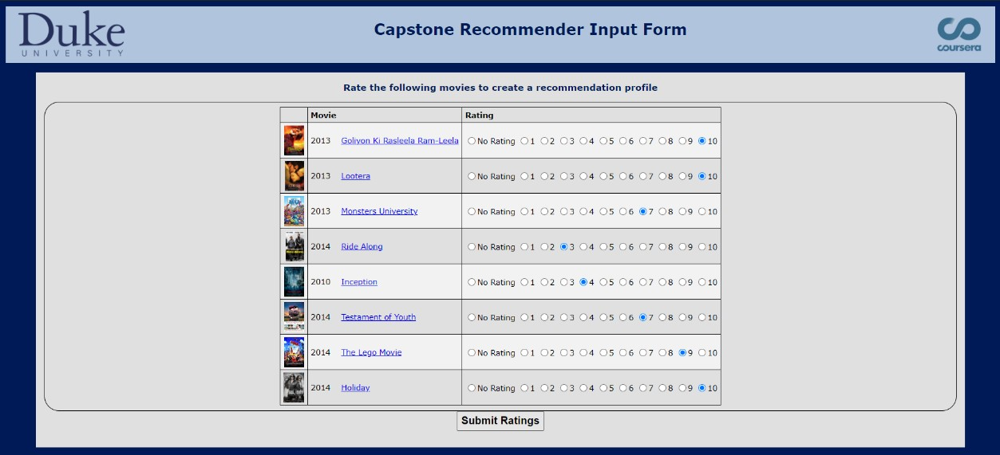 Duke
UNIVERSITY
Capstone Recommender Input Form
coursera
Rate the following movies to create a recommendation profile
Movie Rating
2013 Goliyon Ki Rasleela Ram-Leela No Rating 1 2 3 4 5 6 7 8 9 10
2013 Lootera No Rating 1 2 3 4 5 6 7 8 9 10
2013 Monsters University No Rating 1 2 3 4 5 6 7 8 9 10
2014 Ride Along No Rating 1 2 3 4 5 6 7 8 9 10
2010 Inception No Rating 1 2 3 4 5 6 7 8 9 10
2014 Testament of Youth No Rating 1 2 3 4 5 6 7 8 9 10
2014 The Lego Movie No Rating 1 2 3 4 5 6 7 8 9 10
2014 Holiday No Rating 1 2 3 4 5 6 7 8 9 10
Submit Ratings